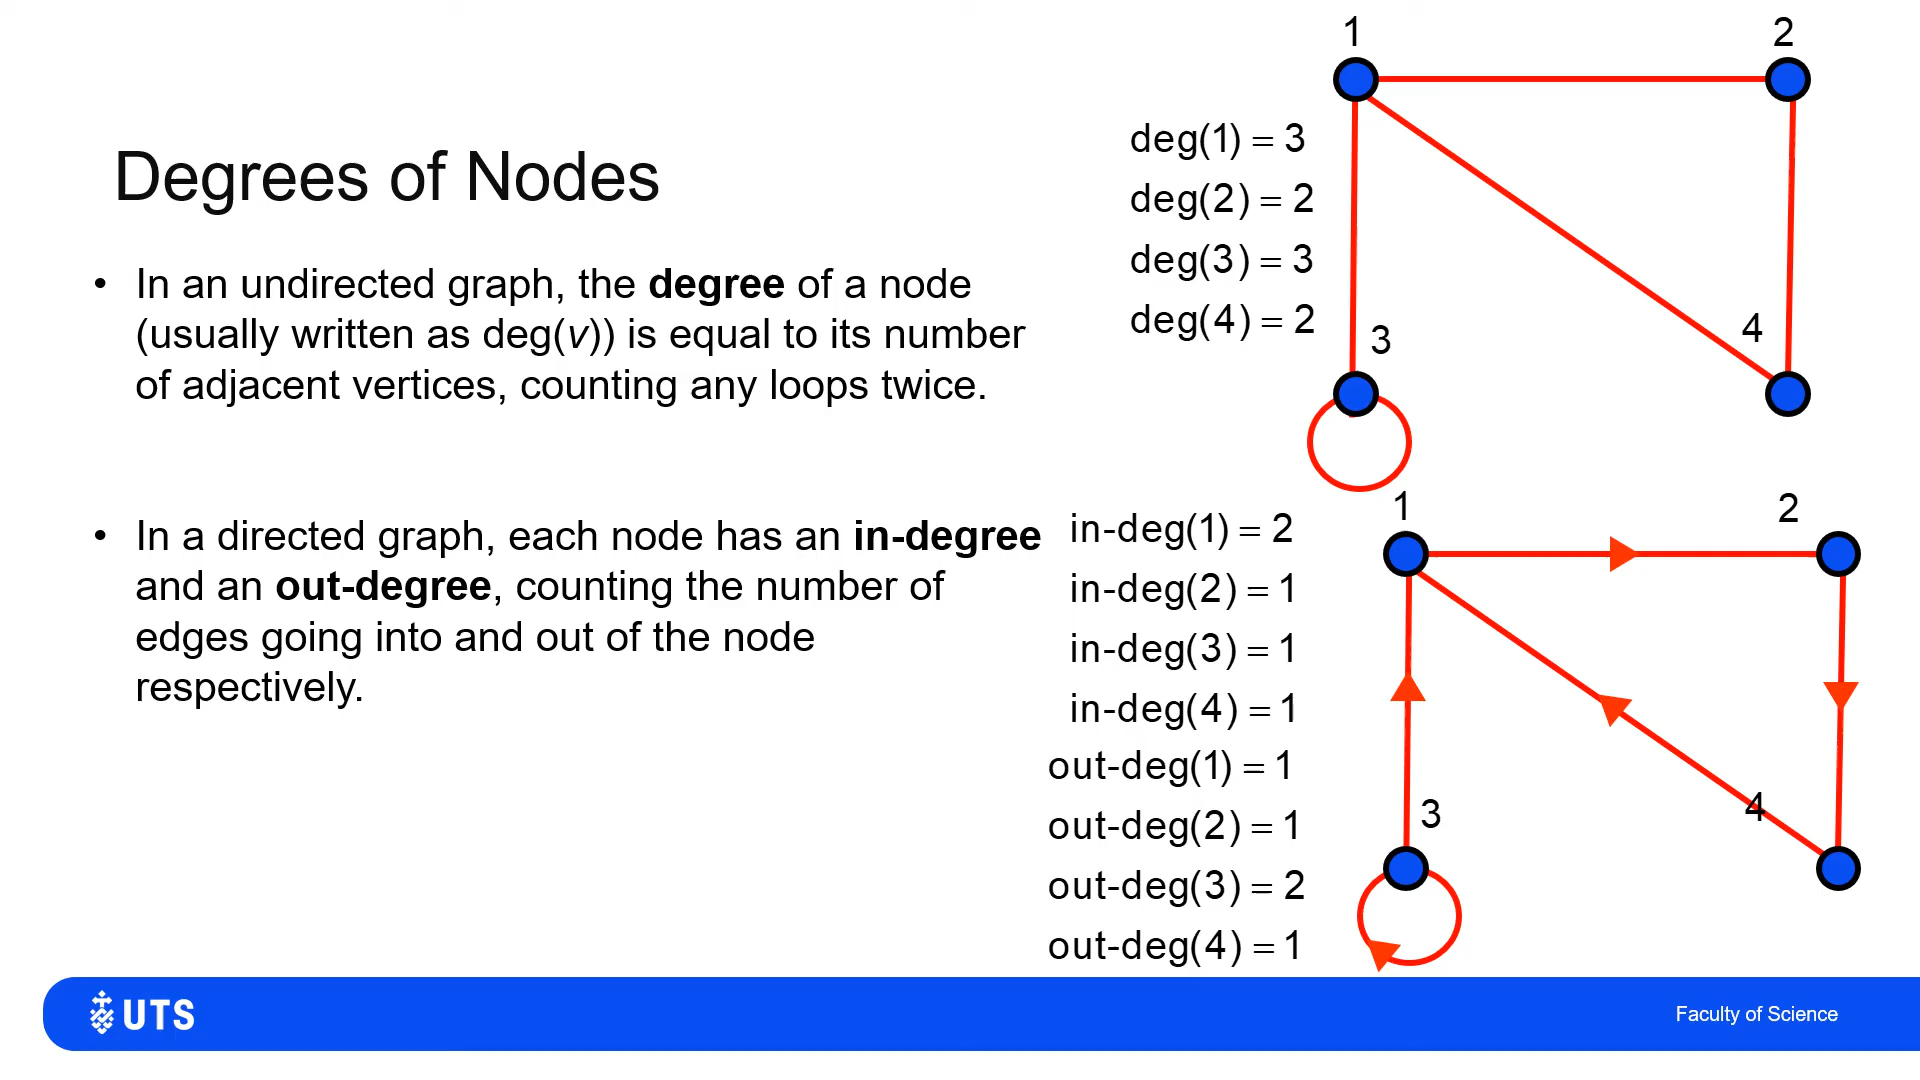 Degrees of Nodes
• In an undirected graph, the degree of a node
(usually written as deg(v)) is equal to its number
of adjacent vertices, counting any loops twice.
• In a directed graph, each node has an in-degree
and an out-degree, counting the number of
edges going into and out of the node
respectively.
1
2
deg(1) = 3
deg(2) = 2
deg(3) = 3
deg(4) = 2
3
4
1
2
in-deg(1) = 2
in-deg(2) = 1
in-deg(3) = 1
in-deg(4) = 1
out-deg(1) = 1
out-deg(2) = 1
out-deg(3) = 2
out-deg(4) = 1
3
4
UTS
Faculty of Science